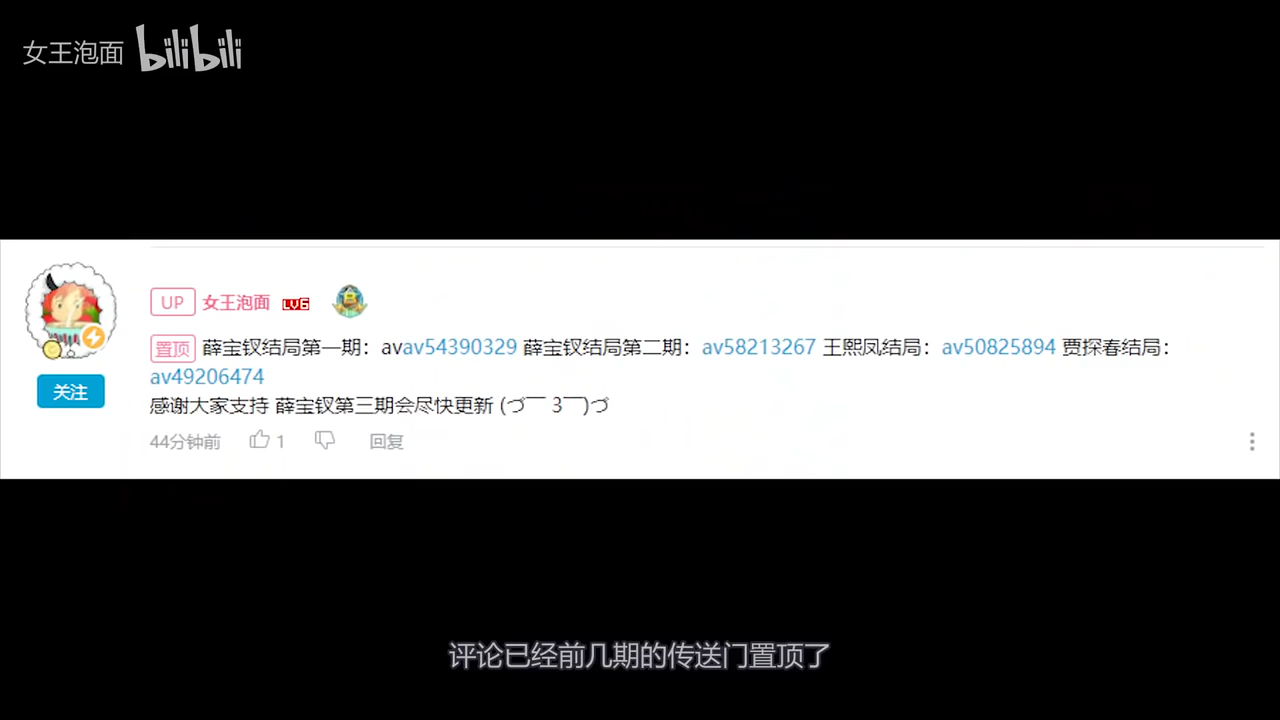 女王泡面 bilibili
UP 女王泡面 LV6
置顶 薛宝钗结局第一期：avav54390329 薛宝钗结局第二期：av58213267 王熙凤结局：av50825894 贾探春结局：
av49206474
关注
感谢大家支持 薛宝钗第三期会尽快更新 (づ￣ 3￣)づ
44分钟前 1 回复
评论已经前几期的传送门置顶了